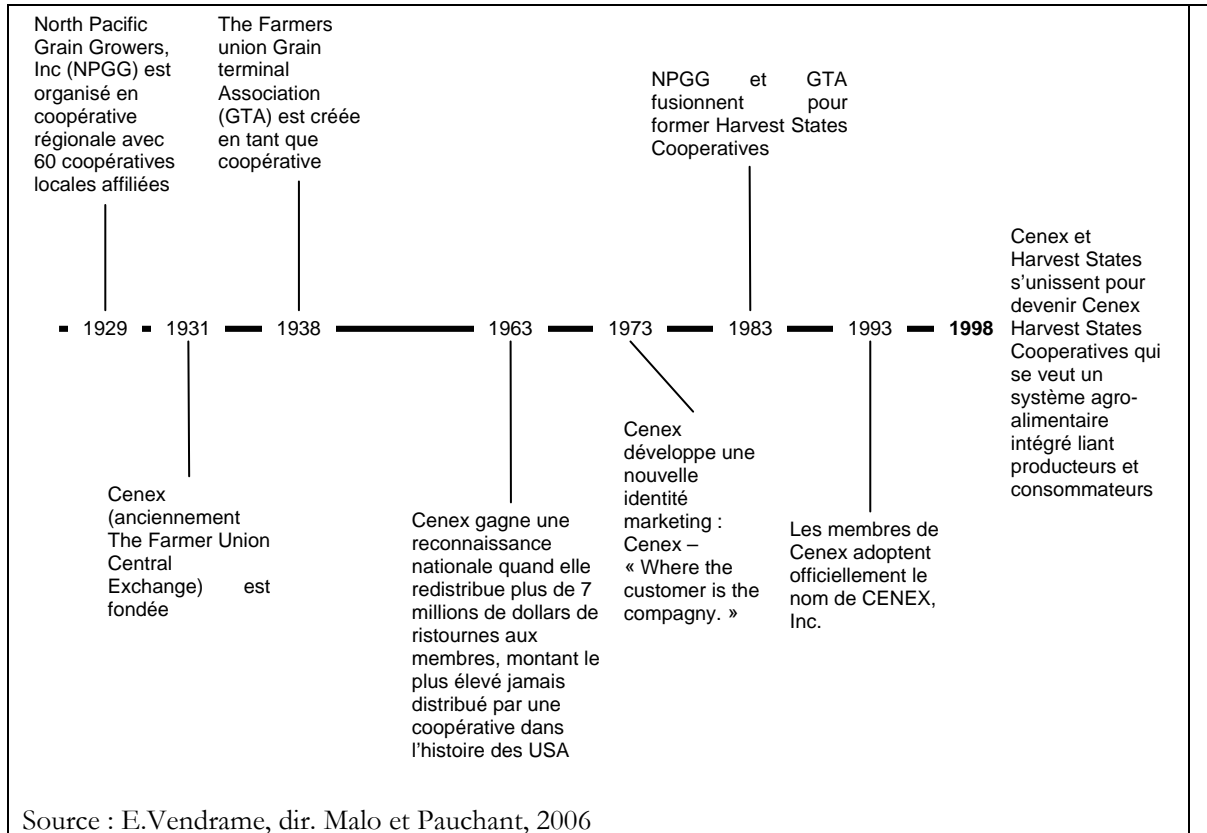 North Pacific
Grain Growers,
Inc (NPGG) est
organisé en
coopérative
régionale avec
60 coopératives
locales affiliées
The Farmers
union Grain
terminal
Association
(GTA) est créée
en tant que
coopérative
NPGG et GTA
fusionnent pour
former Harvest States
Cooperatives
1929 1931 1938 1963 1973 1983 1993 1998
Cenex et
Harvest States
s’unissent pour
devenir Cenex
Harvest States
Cooperatives qui
se veut un
système agro-
alimentaire
intégré liant
producteurs et
consommateurs
Cenex
(anciennement
The Farmer Union
Central
Exchange) est
fondée
Cenex gagne une
reconnaissance
nationale quand elle
redistribue plus de 7
millions de dollars de
ristournes aux
membres, montant le
plus élevé jamais
distribué par une
coopérative dans
l’histoire des USA
Cenex
développe une
nouvelle
identité
marketing :
Cenex –
« Where the
customer is the
compagny. »
Les membres de
Cenex adoptent
officiellement le
nom de CENEX,
Inc.
Source : E.Vendrame, dir. Malo et Pauchant, 2006